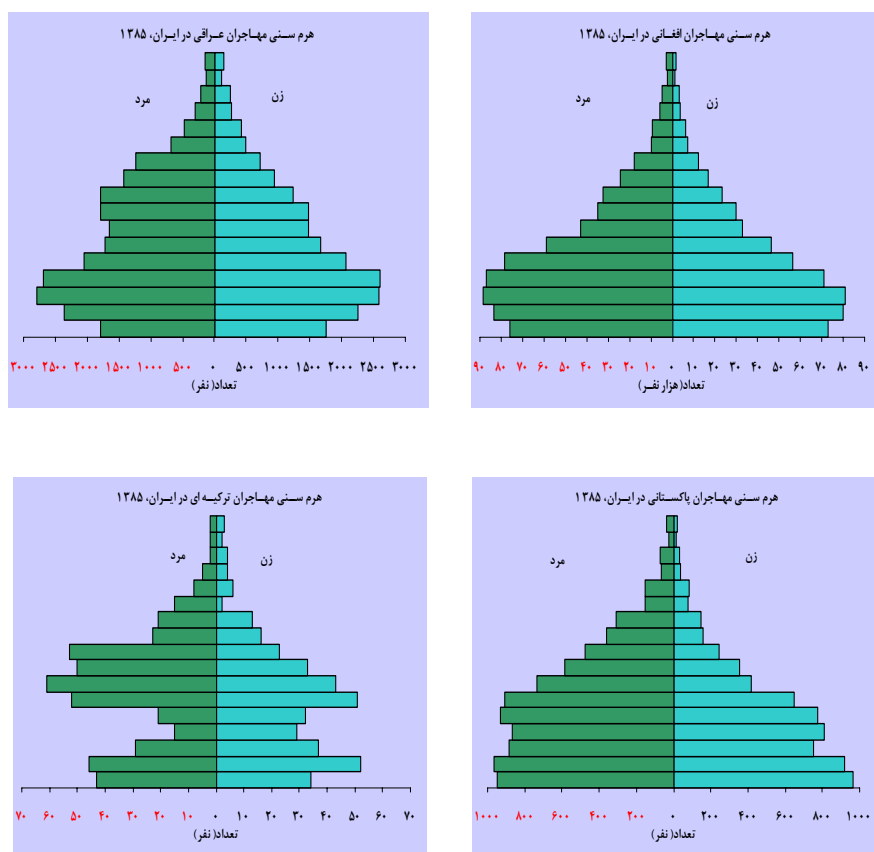 هرم سنی مهاجران افغانی در ایران، ۱۳۸۵
مرد
زن
۹۰ ۸۰ ۷۰ ۶۰ ۵۰ ۴۰ ۳۰ ۲۰ ۱۰ ۰ ۱۰ ۲۰ ۳۰ ۴۰ ۵۰ ۶۰ ۷۰ ۸۰ ۹۰
تعداد(هزار نفر)
هرم سنی مهاجران عراقی در ایران، ۱۳۸۵
مرد
زن
۳۰۰۰ ۲۵۰۰ ۲۰۰۰ ۱۵۰۰ ۱۰۰۰ ۵۰۰ ۰ ۵۰۰ ۱۰۰۰ ۱۵۰۰ ۲۰۰۰ ۲۵۰۰ ۳۰۰۰
تعداد(نفر)
هرم سنی مهاجران پاکستانی در ایران، ۱۳۸۵
مرد
زن
۱۰۰۰ ۸۰۰ ۶۰۰ ۴۰۰ ۲۰۰ ۰ ۲۰۰ ۴۰۰ ۶۰۰ ۸۰۰ ۱۰۰۰
تعداد(نفر)
هرم سنی مهاجران ترکیه ای در ایران، ۱۳۸۵
مرد
زن
۷۰ ۶۰ ۵۰ ۴۰ ۳۰ ۲۰ ۱۰ ۰ ۱۰ ۲۰ ۳۰ ۴۰ ۵۰ ۶۰ ۷۰
تعداد(نفر)